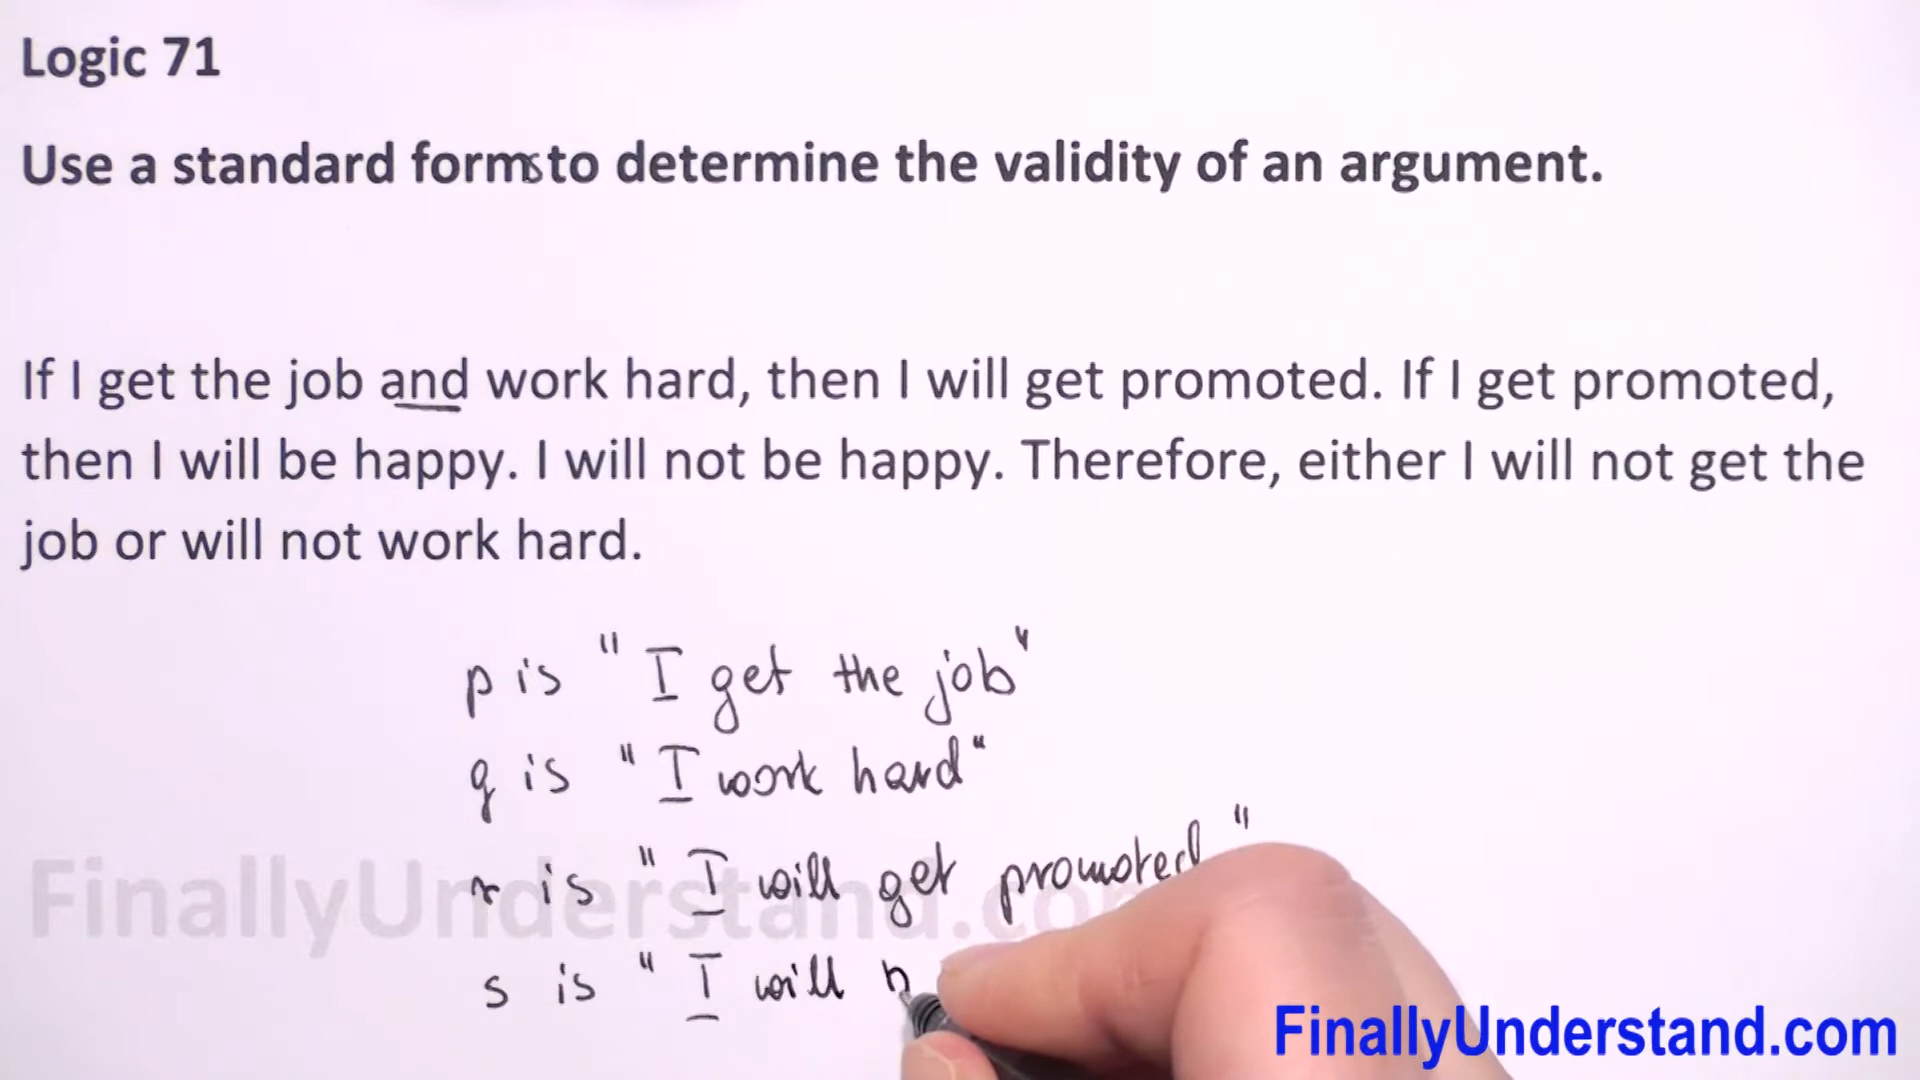 Logic 71
Use a standard forms to determine the validity of an argument.
If I get the job and work hard, then I will get promoted. If I get promoted,
then I will be happy. I will not be happy. Therefore, either I will not get the
job or will not work hard.
p is "I get the job"
q is "I work hard"
r is "I will get promoted"
s is "I will
FinallyUnderstand.com
FinallyUnderstand.com